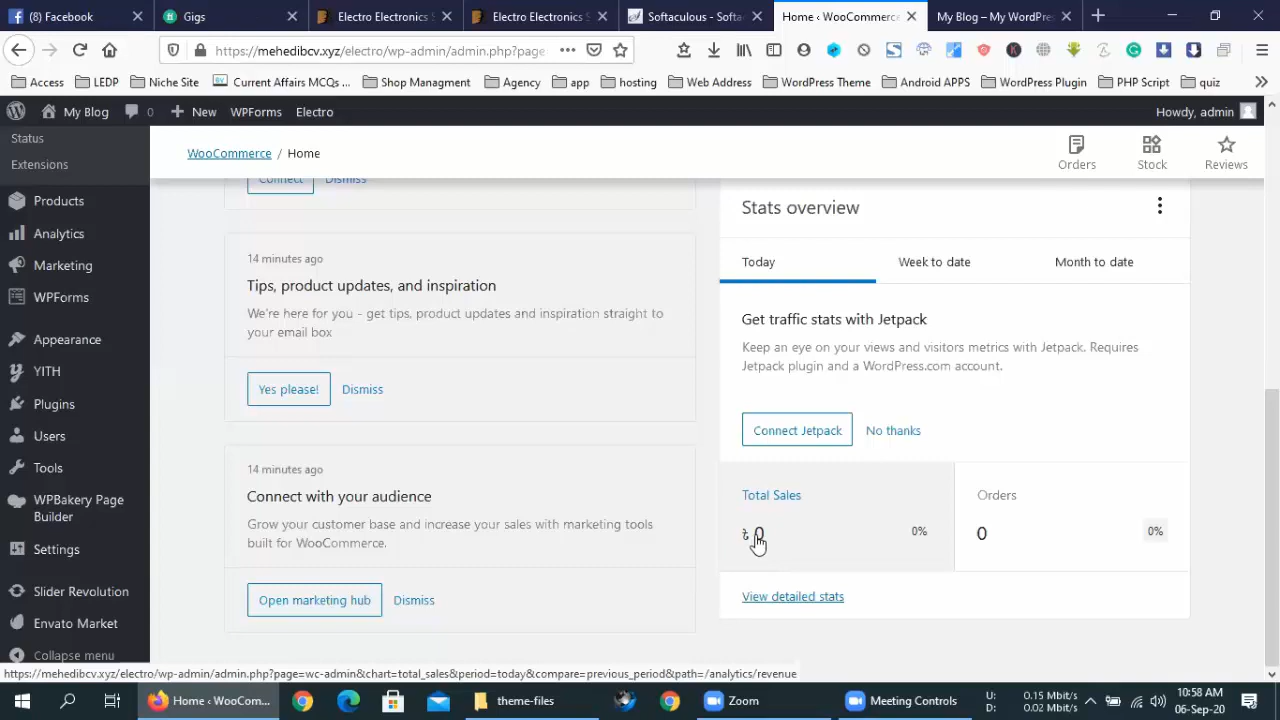 (8) Facebook
Gigs
Electro Electronics S
Electro Electronics S
Softaculous - Softac
Home ‹ WooCommerce
My Blog – My WordPre
https://mehedibcv.xyz/electro/wp-admin/admin.php?page
Access
LEDP
Niche Site
Current Affairs MCQs ...
Shop Managment
Agency
app
hosting
Web Address
WordPress Theme
Android APPS
WordPress Plugin
PHP Script
quiz
My Blog
0
New
WPForms
Electro
Howdy, admin
Status
Extensions
Products
Analytics
Marketing
WPForms
Appearance
YITH
Plugins
Users
Tools
WPBakery Page
Builder
Settings
Slider Revolution
Envato Market
Collapse menu
WooCommerce / Home
Orders
Stock
Reviews
Connect
Dismiss
14 minutes ago
Tips, product updates, and inspiration
We're here for you - get tips, product updates and inspiration straight to
your email box
Yes please!
Dismiss
14 minutes ago
Connect with your audience
Grow your customer base and increase your sales with marketing tools
built for WooCommerce.
Open marketing hub
Dismiss
Stats overview
Today
Week to date
Month to date
Get traffic stats with Jetpack
Keep an eye on your views and visitors metrics with Jetpack. Requires
Jetpack plugin and a WordPress.com account.
Connect Jetpack
No thanks
Total Sales
৳ 0
0%
Orders
0
0%
View detailed stats
https://mehedibcv.xyz/electro/wp-admin/admin.php?page=wc-admin&chart=total_sales&period=today&compare=previous_period&path=/analytics/revenue
Home ‹ WooCom...
theme-files
Zoom
Meeting Controls
U: 0.15 Mbit/s
D: 0.02 Mbit/s
10:58 AM
06-Sep-20